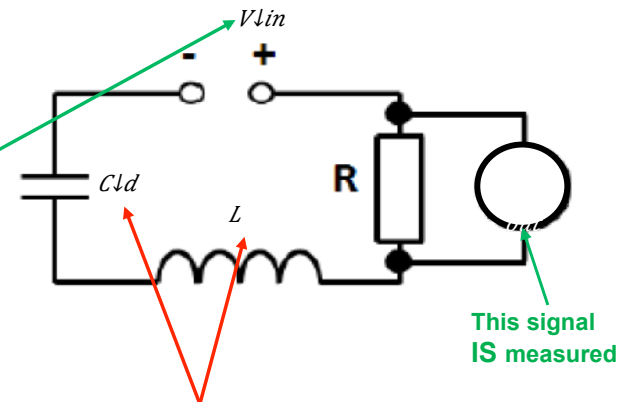 V↓in
- +
C↓d
R
L
This signal
IS measured